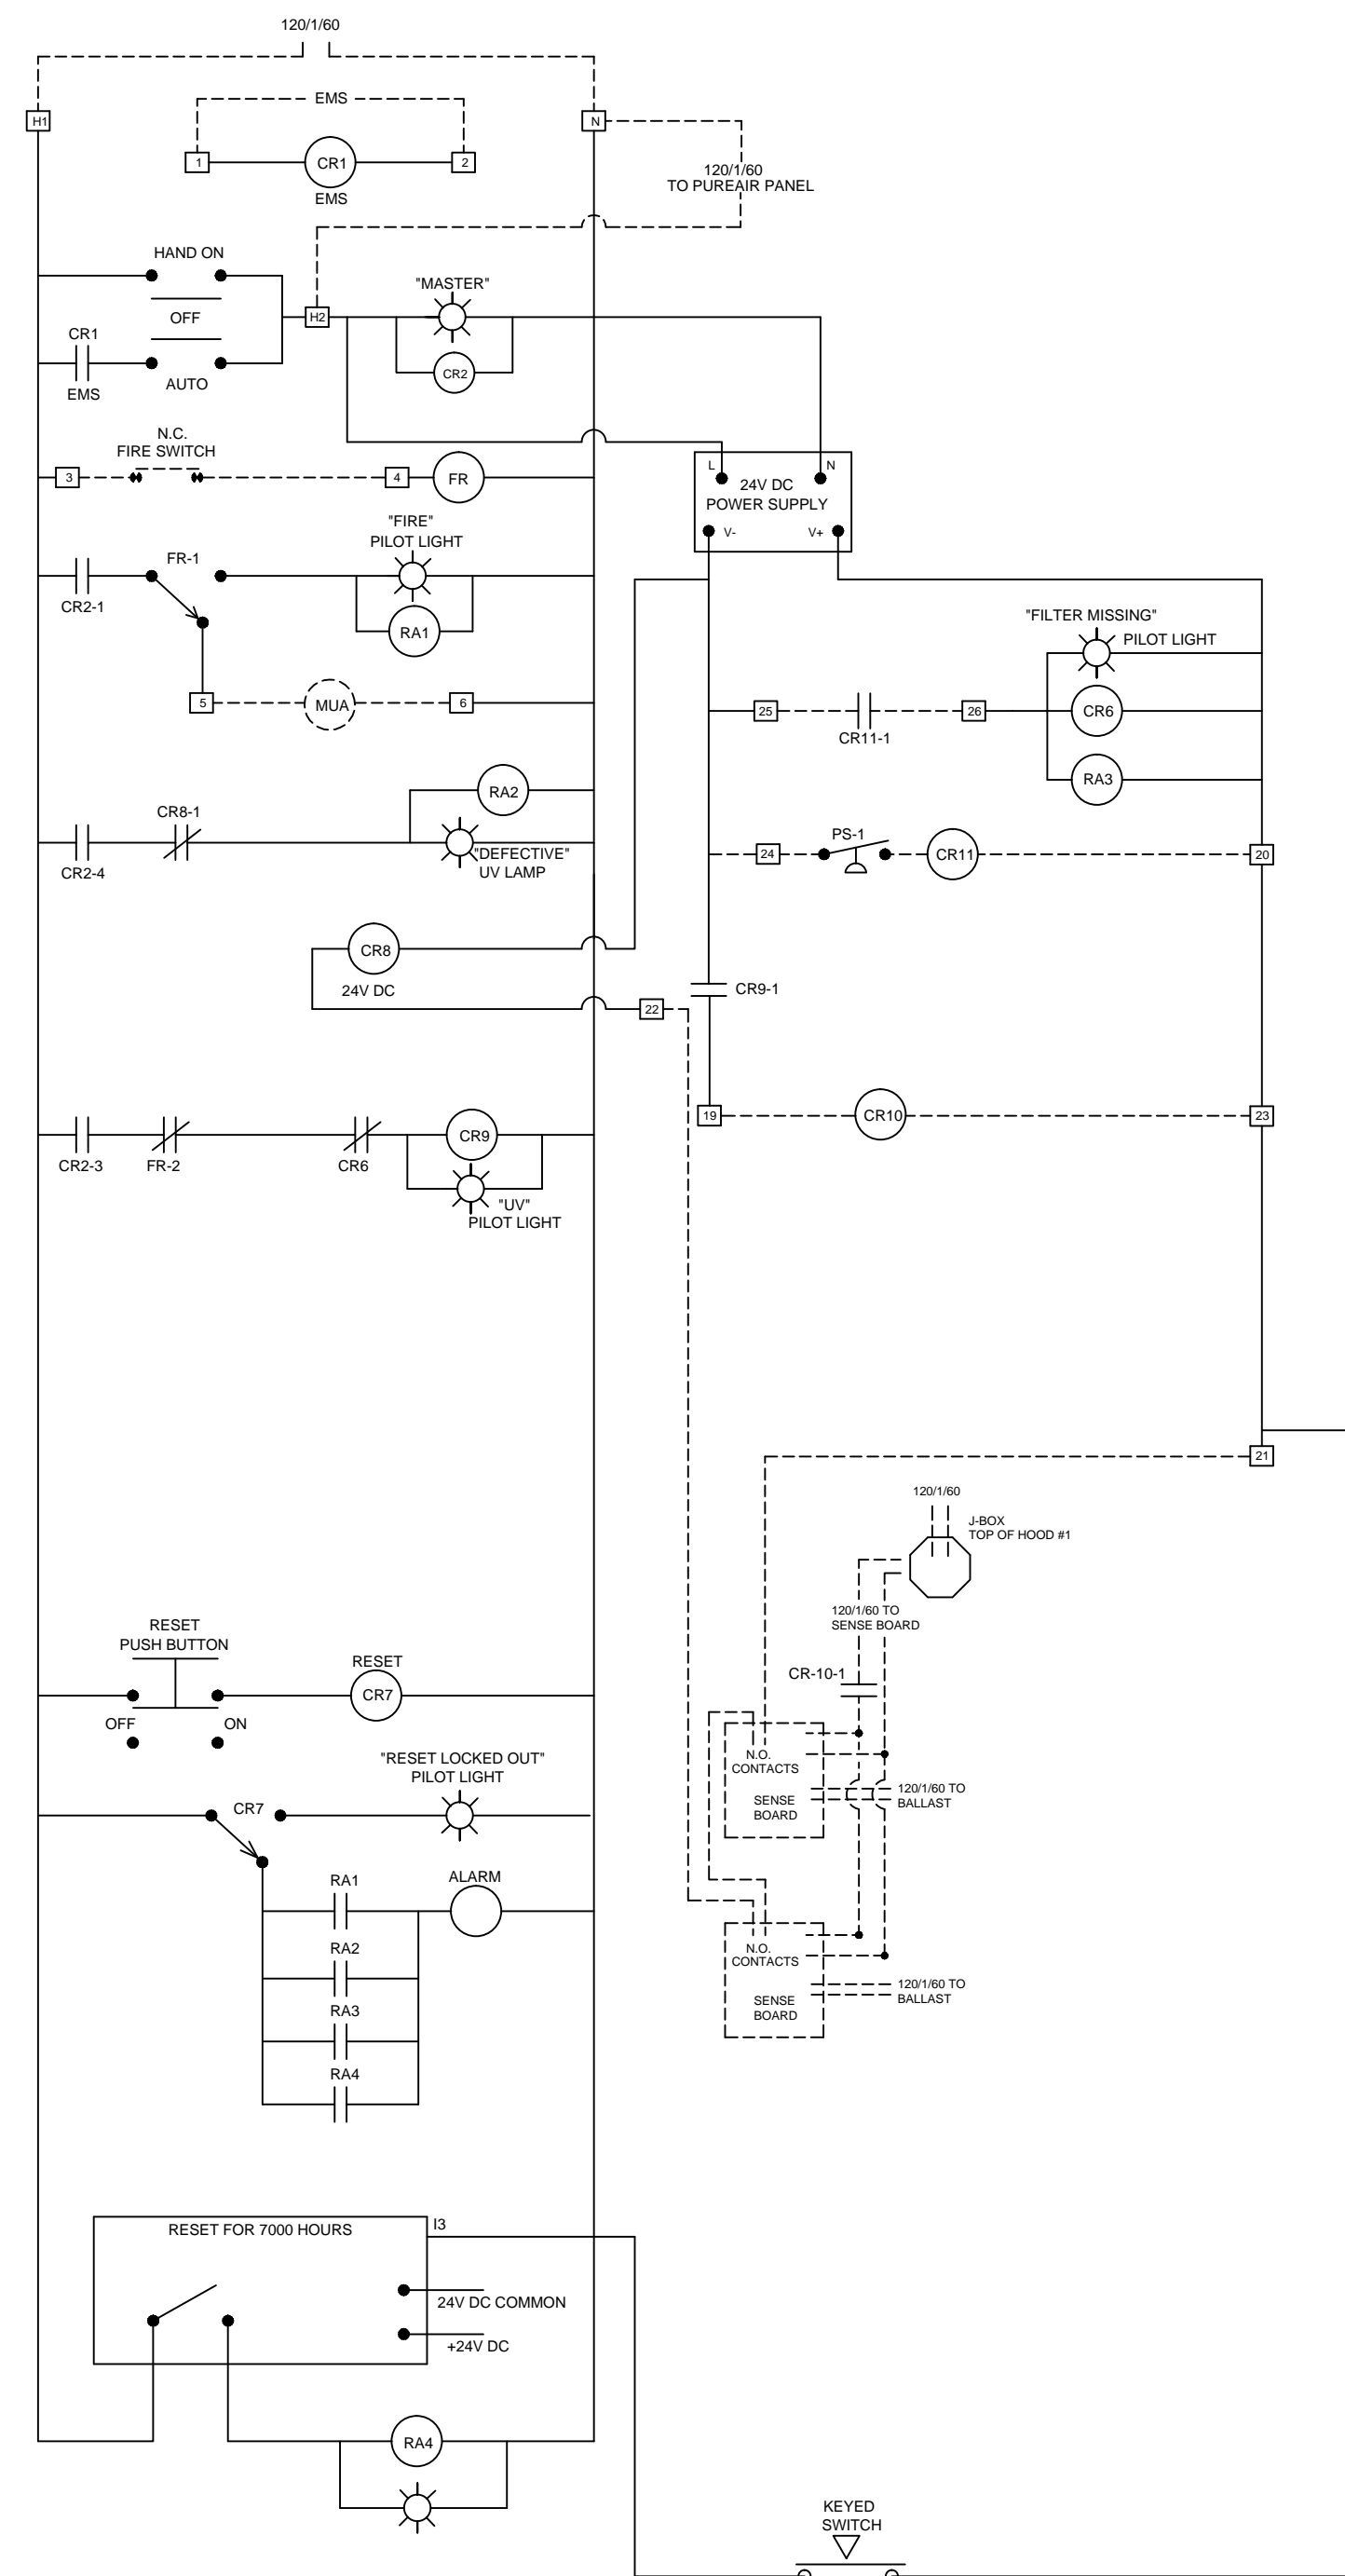 120/1/60
H1
EMS
N
1
CR1
2
EMS
120/1/60
TO PUREAIR PANEL
HAND ON
"MASTER"
H2
OFF
CR1
CR2
AUTO
EMS
N.C.
FIRE SWITCH
3
4
FR
L
N
24V DC
POWER SUPPLY
V-
V+
"FIRE"
PILOT LIGHT
FR-1
CR2-1
RA1
"FILTER MISSING"
PILOT LIGHT
5
MUA
6
25
26
CR6
CR11-1
RA3
RA2
CR8-1
"DEFECTIVE"
UV LAMP
CR2-4
PS-1
24
CR11
20
CR8
24V DC
CR9-1
22
19
CR10
23
CR9
CR2-3
FR-2
CR6
"UV"
PILOT LIGHT
21
120/1/60
J-BOX
TOP OF HOOD #1
120/1/60 TO
SENSE BOARD
RESET
PUSH BUTTON
RESET
CR7
OFF
ON
CR-10-1
"RESET LOCKED OUT"
PILOT LIGHT
N.O.
CONTACTS
120/1/60 TO
BALLAST
SENSE
BOARD
CR7
RA1
ALARM
RA2
N.O.
CONTACTS
120/1/60 TO
BALLAST
SENSE
BOARD
RA3
RA4
RESET FOR 7000 HOURS
I3
24V DC COMMON
+24V DC
RA4
KEYED
SWITCH